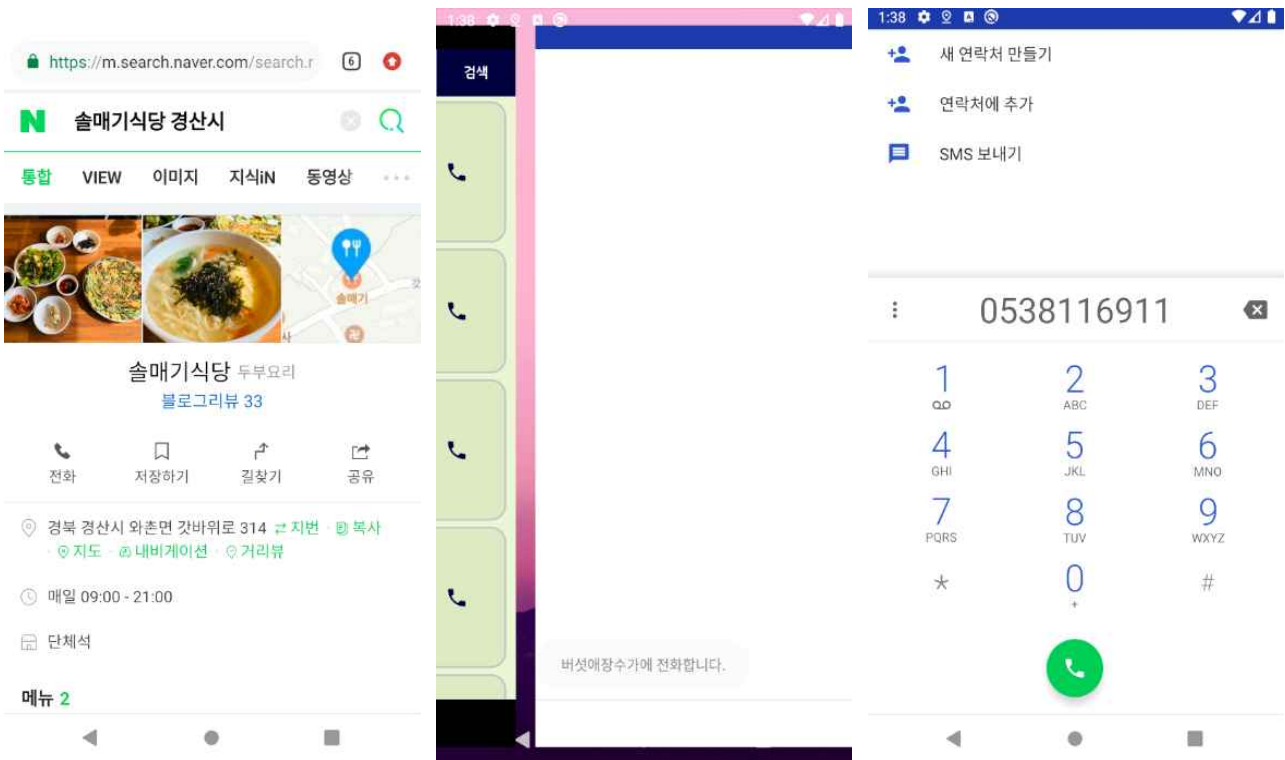 https://m.search.naver.com/search.r
6
N 솔매기식당 경산시
통합 VIEW 이미지 지식iN 동영상
솔매기
솔매기식당 두부요리
블로그리뷰 33
전화 저장하기 길찾기 공유
경북 경산시 와촌면 갓바위로 314 지번 복사
지도 내비게이션 거리뷰
매일 09:00 - 21:00
단체석
메뉴 2
1:38
검색
버섯애장수가에 전화합니다.
1:38
새 연락처 만들기
연락처에 추가
SMS 보내기
0538116911
1 2 3
ABC DEF
4 5 6
GHI JKL MNO
7 8 9
PQRS TUV WXYZ
* 0 #
+